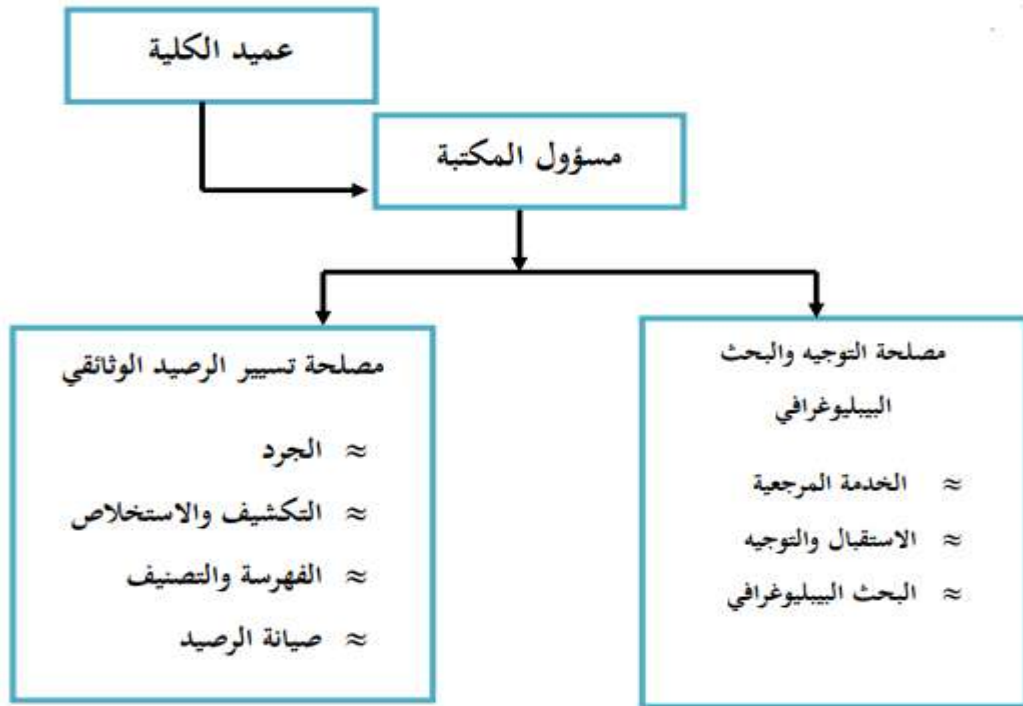 عميد الكلية
مسؤول المكتبة
مصلحة التوجيه والبحث
البيبليوغرافي
≈ الخدمة المرجعية
≈ الاستقبال والتوجيه
≈ البحث البيبليوغرافي
مصلحة تسيير الرصيد الوثائقي
≈ الجرد
≈ التكشيف والاستخلاص
≈ الفهرسة والتصنيف
≈ صيانة الرصيد